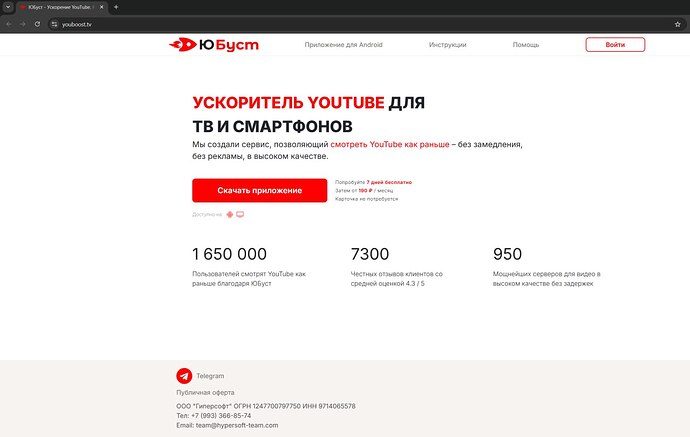 ЮБуст - Ускорение YouTube.
youboost.tv
ЮБуст
Приложение для Android
Инструкции
Помощь
Войти
УСКОРИТЕЛЬ YOUTUBE ДЛЯ
ТВ И СМАРТФОНОВ
Мы создали сервис, позволяющий смотреть YouTube как раньше – без замедления,
без рекламы, в высоком качестве.
Скачать приложение
Попробуйте 7 дней бесплатно
Затем от 190 ₽ / месяц
Карточка не потребуется
Доступно на
1 650 000
Пользователей смотрят YouTube как
раньше благодаря ЮБуст
7300
Честных отзывов клиентов со
средней оценкой 4.3 / 5
950
Мощнейших серверов для видео в
высоком качестве без задержек
Telegram
Публичная оферта
ООО "Гиперсофт" ОГРН 1247700797750 ИНН 9714065578
Тел: +7 (993) 366-85-74
Email: team@hypersoft-team.com